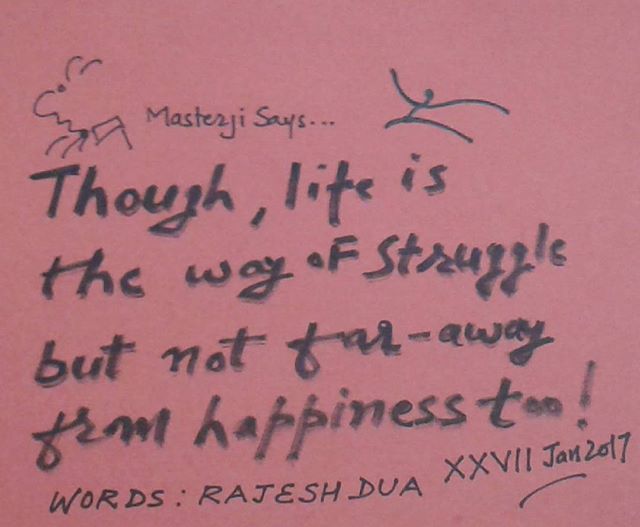 Masterji Says...
Though, life is
the way of struggle
but not far-away
from happiness too!
WORDS: RAJESH DUA XXVII Jan 2017